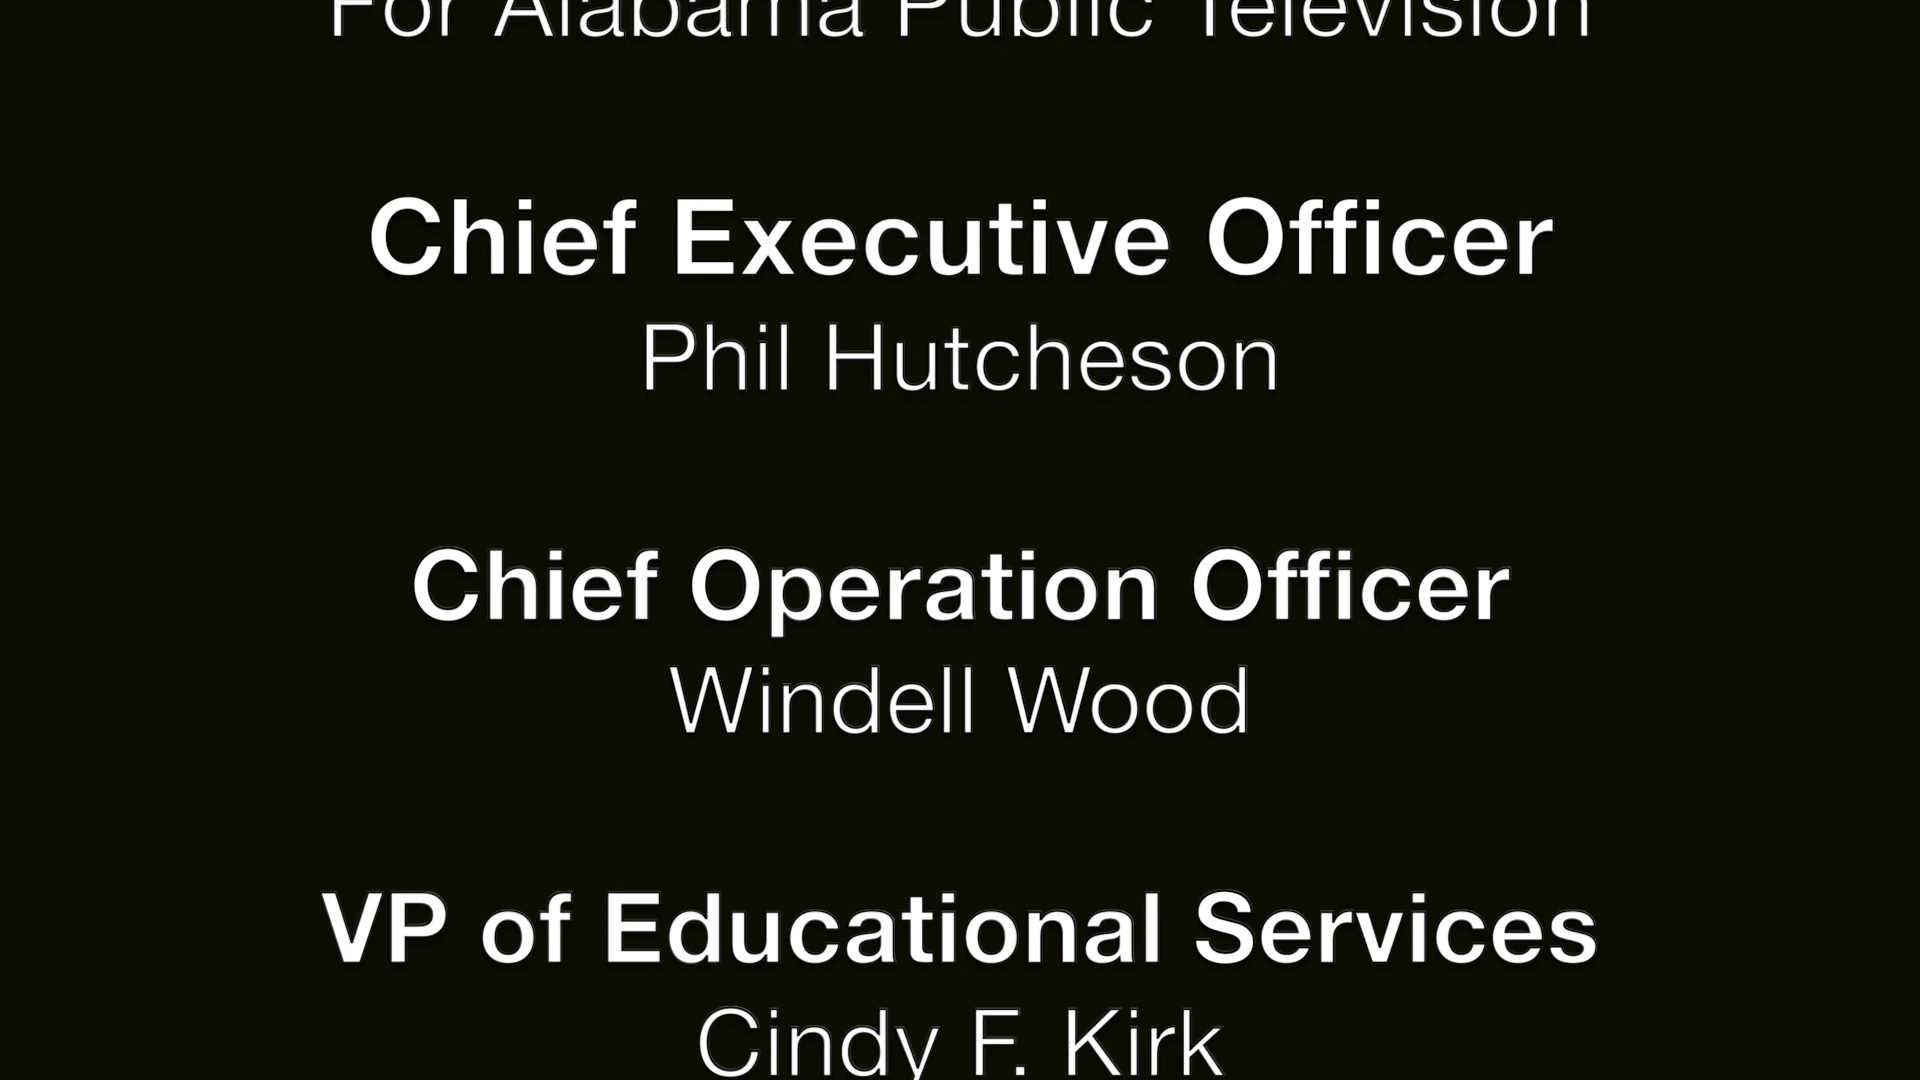 For Alabama Public Television
Chief Executive Officer
Phil Hutcheson
Chief Operation Officer
Windell Wood
VP of Educational Services
Cindy F. Kirk